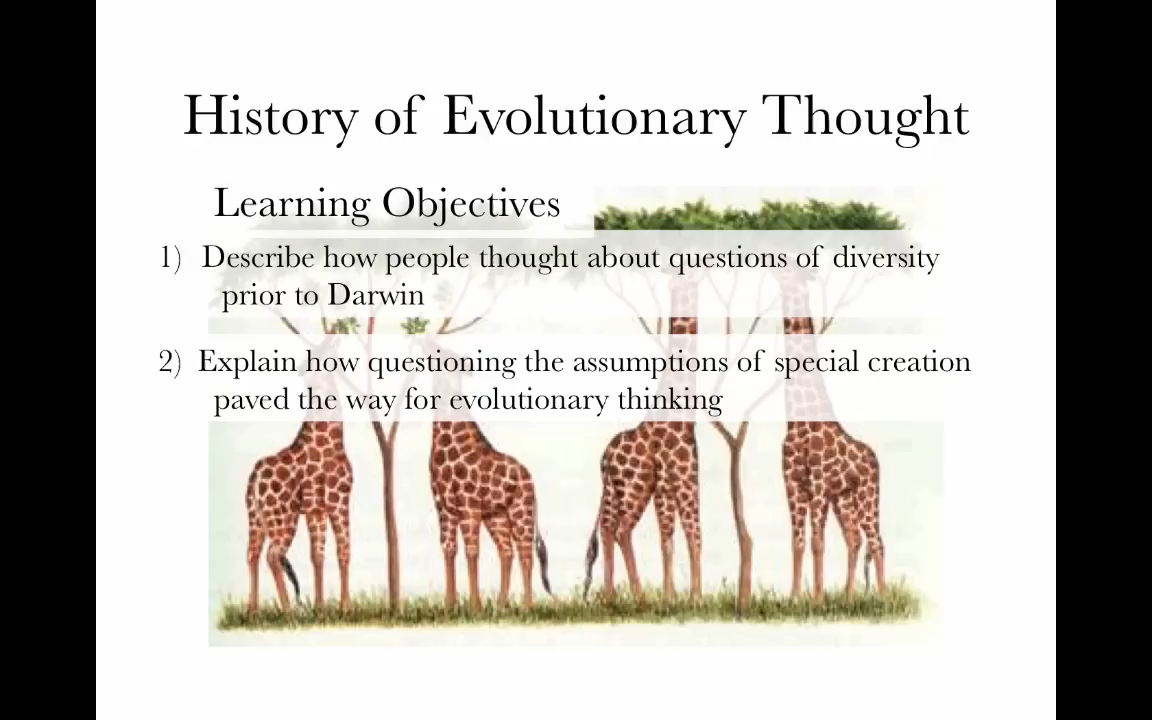 History of Evolutionary Thought
Learning Objectives
1) Describe how people thought about questions of diversity
prior to Darwin
2) Explain how questioning the assumptions of special creation
paved the way for evolutionary thinking